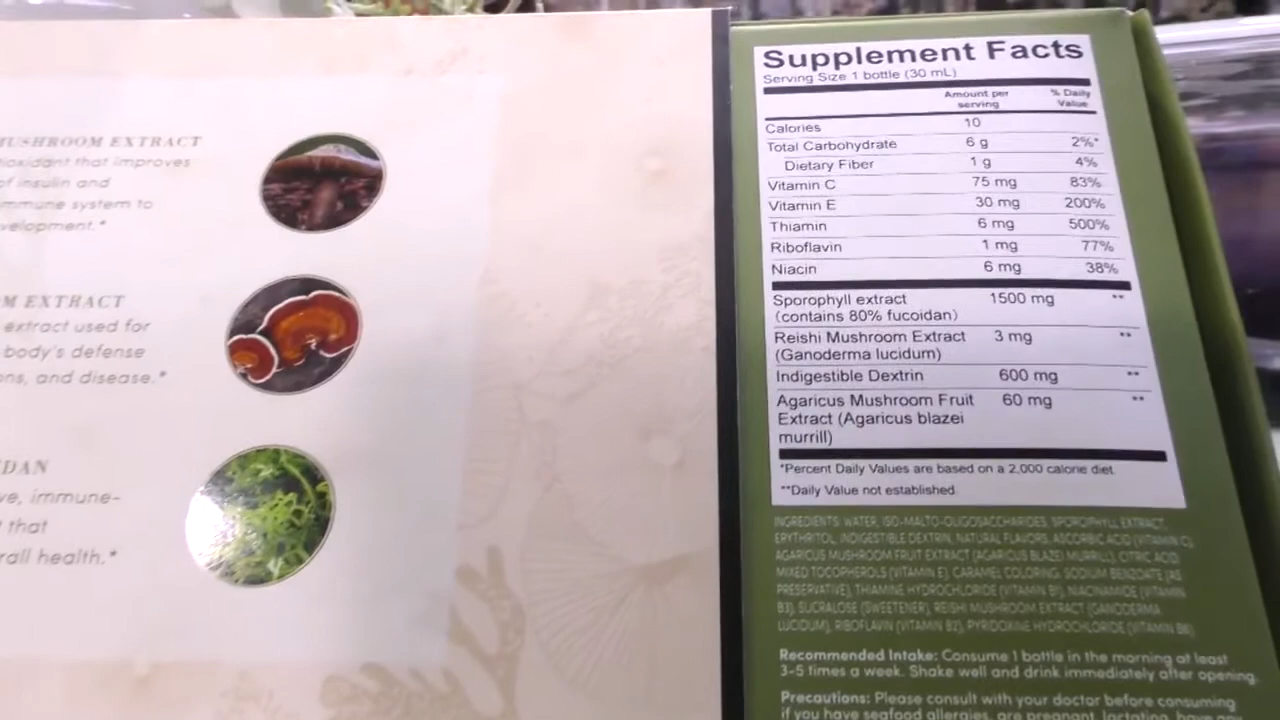 MUSHROOM EXTRACT
tioxidant that improves
of insulin and
mmune system to
velopment.*
M EXTRACT
extract used for
body's defense
ons, and disease.*
DAN
ve, immune-
t that
rall health.*
Supplement Facts
Serving Size 1 bottle (30 mL)
Amount per serving % Daily Value
Calories 10
Total Carbohydrate 6 g 2%*
Dietary Fiber 1 g 4%
Vitamin C 75 mg 83%
Vitamin E 30 mg 200%
Thiamin 6 mg 500%
Riboflavin 1 mg 77%
Niacin 6 mg 38%
Sporophyll extract 1500 mg **
(contains 80% fucoidan)
Reishi Mushroom Extract 3 mg **
(Ganoderma lucidum)
Indigestible Dextrin 600 mg **
Agaricus Mushroom Fruit 60 mg **
Extract (Agaricus blazei
murrill)
*Percent Daily Values are based on a 2,000 calorie diet.
**Daily Value not established
INGREDIENTS: WATER, ISO-MALTO-OLIGOSACCHARIDES, SPOROPHYLL EXTRACT,
ERYTHRITOL, INDIGESTIBLE DEXTRIN, NATURAL FLAVORS, ASCORBIC ACID (VITAMIN C),
AGARICUS MUSHROOM FRUIT EXTRACT (AGARICUS BLAZEI MURRILL), CITRIC ACID,
MIXED TOCOPHEROLS (VITAMIN E), CARAMEL COLORING, SODIUM BENZOATE (AS
PRESERVATIVE), THIAMINE HYDROCHLORIDE (VITAMIN B1), NIACINAMIDE (VITAMIN
B3), SUCRALOSE (SWEETENER), REISHI MUSHROOM EXTRACT (GANODERMA
LUCIDUM), RIBOFLAVIN (VITAMIN B2), PYRIDOXINE HYDROCHLORIDE (VITAMIN B6)
Recommended Intake: Consume 1 bottle in the morning at least
3-5 times a week. Shake well and drink immediately after opening.
Precautions: Please consult with your doctor before consuming
if you have seafood allergies, are pregnant, lactating